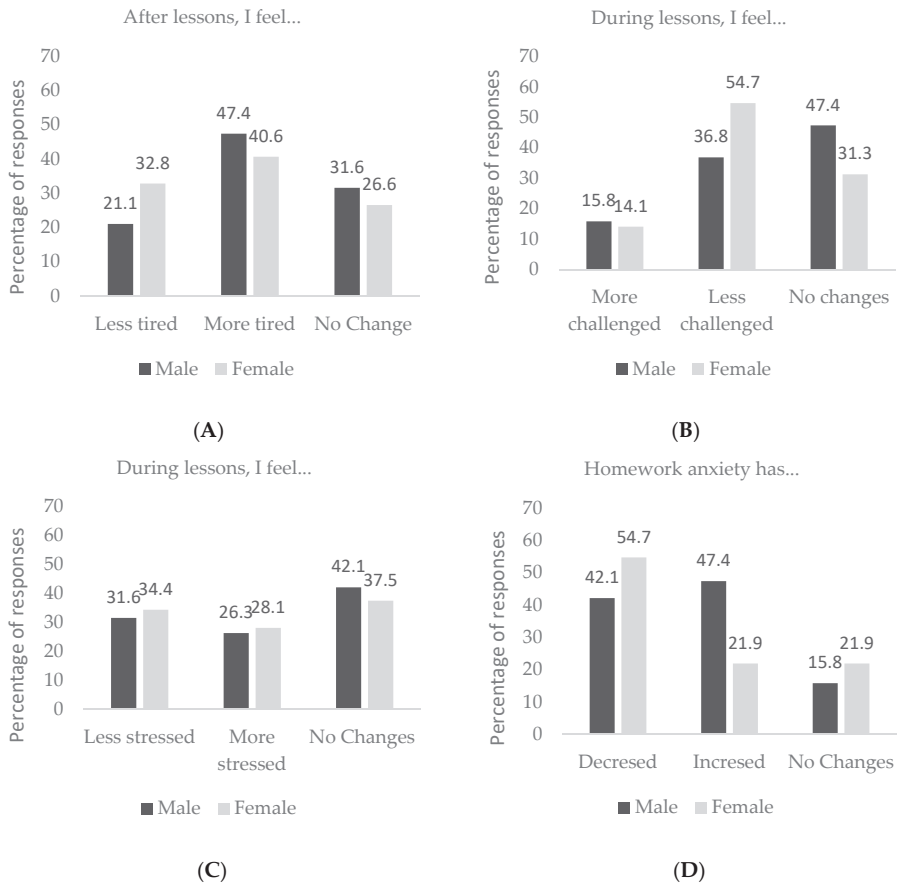 After lessons, I feel...
Percentage of responses
70
60
50
40
30
20
10
0
21.1
32.8
47.4
40.6
31.6
26.6
Less tired
More tired
No Change
Male
Female
(A)
During lessons, I feel...
Percentage of responses
70
60
50
40
30
20
10
0
15.8
14.1
36.8
54.7
47.4
31.3
More
challenged
Less
challenged
No changes
Male
Female
(B)
During lessons, I feel...
Percentage of responses
70
60
50
40
30
20
10
0
31.6
34.4
26.3
28.1
42.1
37.5
Less stressed
More
stressed
No Changes
Male
Female
(C)
Homework anxiety has...
Percentage of responses
70
60
50
40
30
20
10
0
42.1
54.7
47.4
21.9
15.8
21.9
Decresed
Incresed
No Changes
Male
Female
(D)